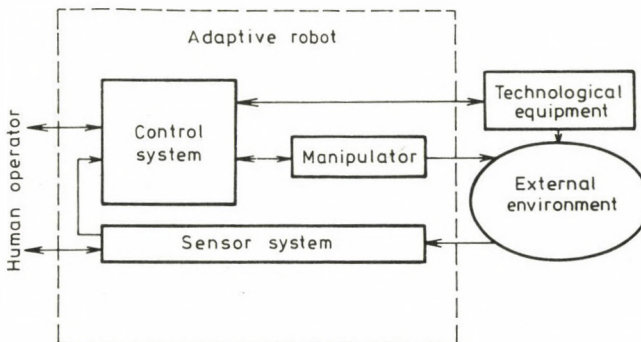 Adaptive robot
Human operator
Control
system
Manipulator
Sensor system
Technological
equipment
External
environment